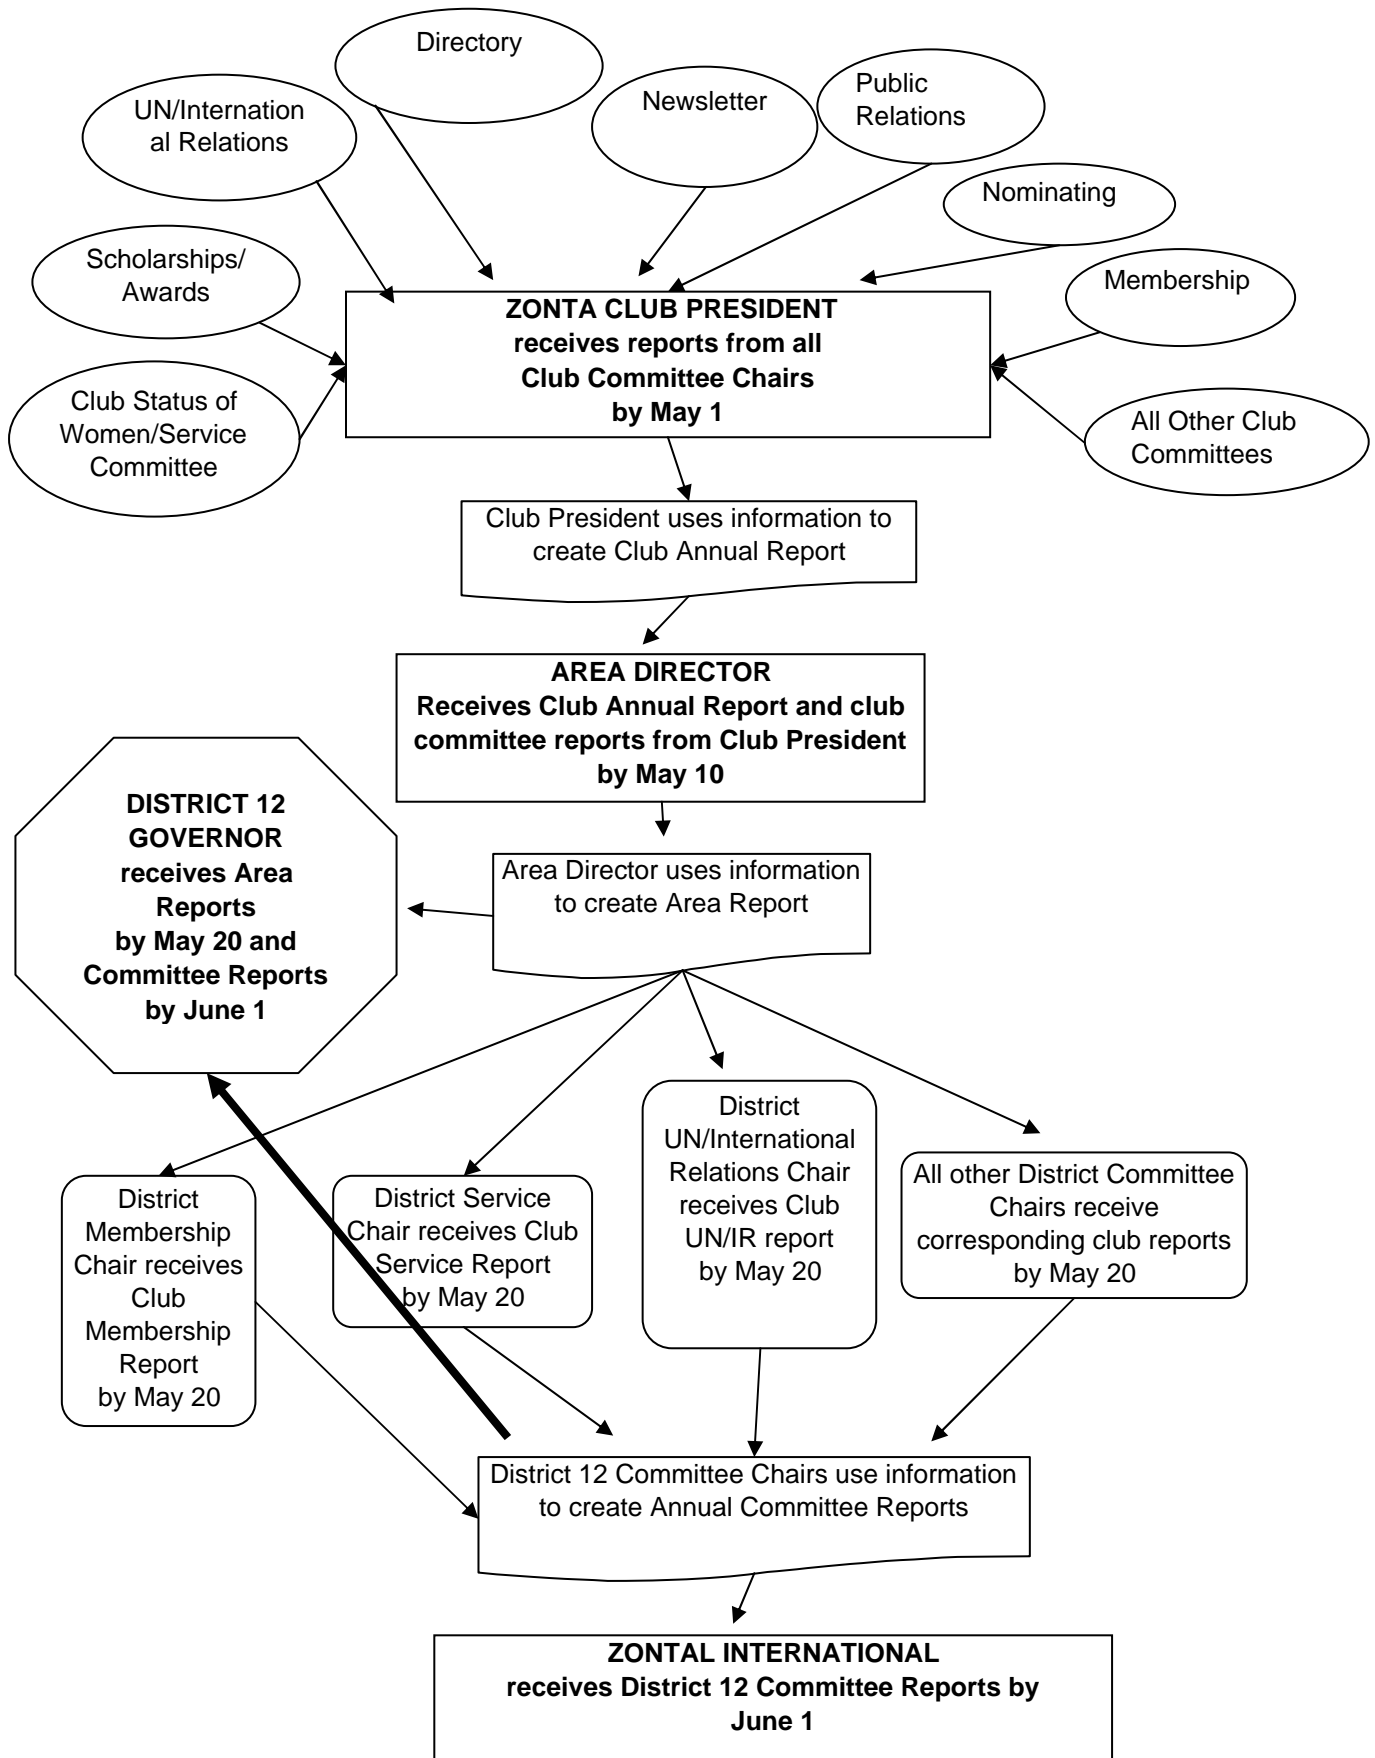 Directory
UN/Internation
al Relations
Newsletter
Public
Relations
Nominating
Scholarships/
Awards
Membership
Club Status of
Women/Service
Committee
All Other Club
Committees
ZONTA CLUB PRESIDENT
receives reports from all
Club Committee Chairs
by May 1
Club President uses information to
create Club Annual Report
AREA DIRECTOR
Receives Club Annual Report and club
committee reports from Club President
by May 10
DISTRICT 12
GOVERNOR
receives Area
Reports
by May 20 and
Committee Reports
by June 1
Area Director uses information
to create Area Report
District
Membership
Chair receives
Club
Membership
Report
by May 20
District Service
Chair receives Club
Service Report
by May 20
District
UN/International
Relations Chair
receives Club
UN/IR report
by May 20
All other District Committee
Chairs receive
corresponding club reports
by May 20
District 12 Committee Chairs use information
to create Annual Committee Reports
ZONTAL INTERNATIONAL
receives District 12 Committee Reports by
June 1